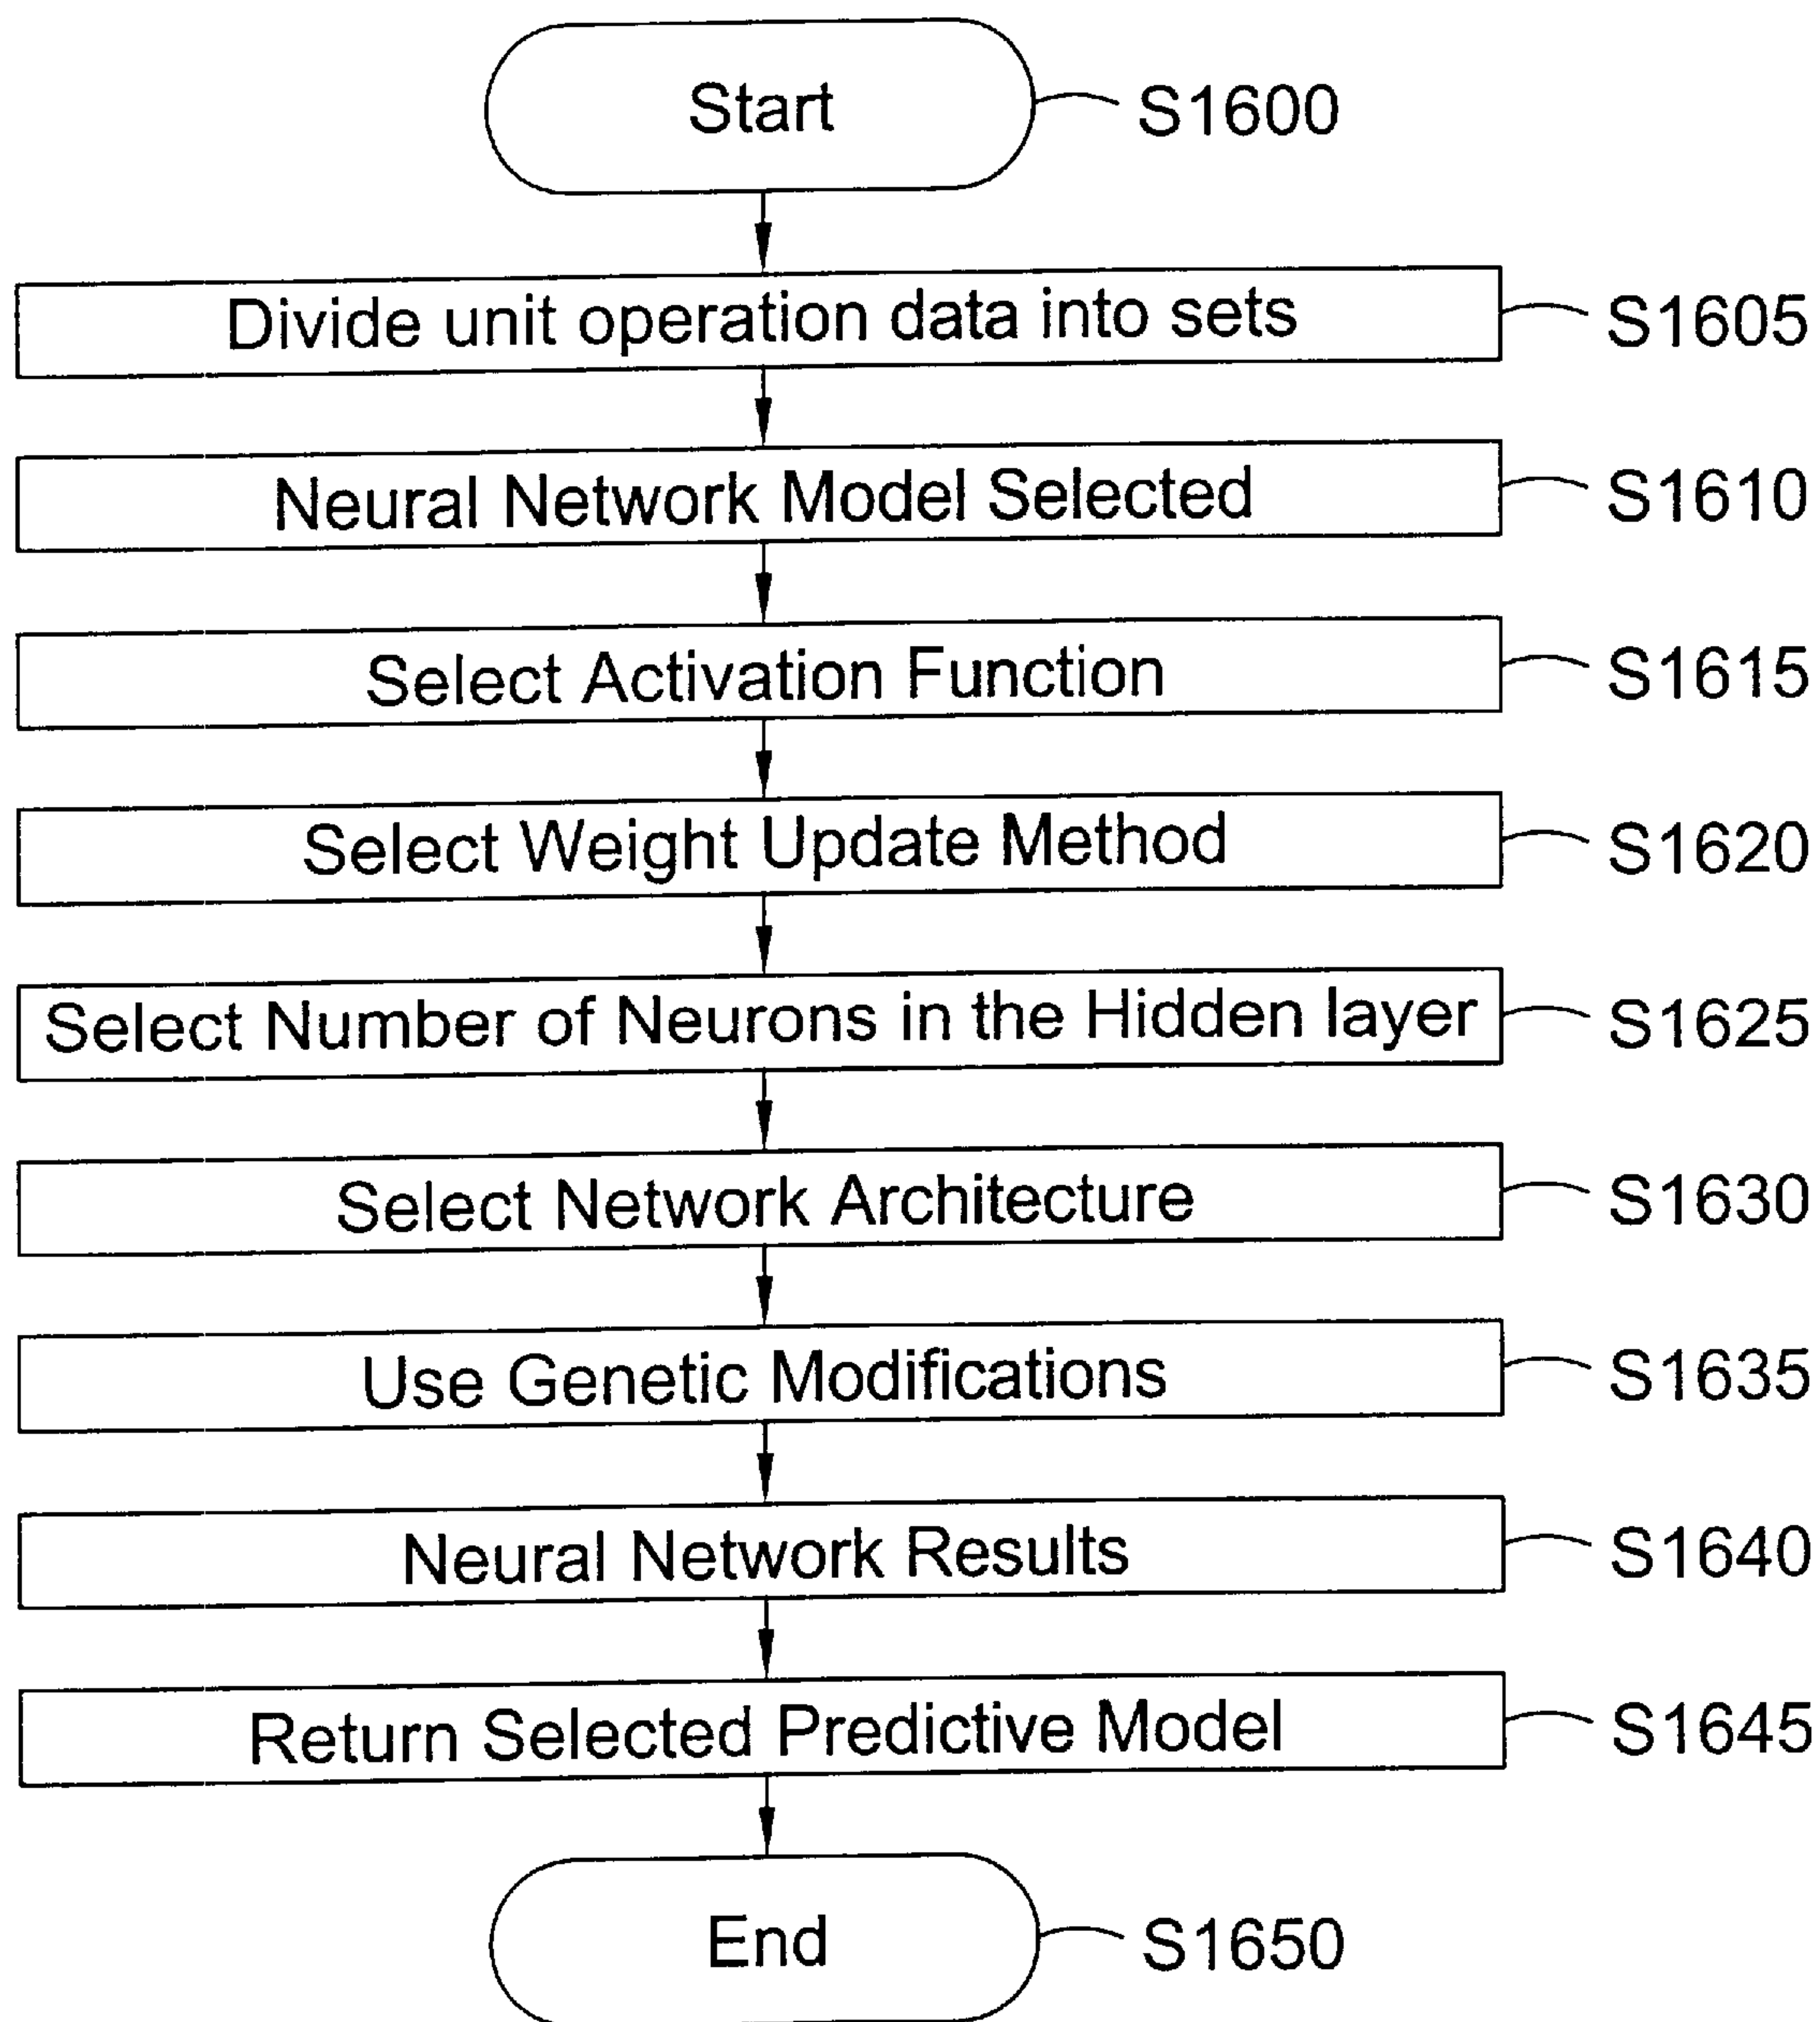 Start
S1600
Divide unit operation data into sets
S1605
Neural Network Model Selected
S1610
Select Activation Function
S1615
Select Weight Update Method
S1620
Select Number of Neurons in the Hidden layer
S1625
Select Network Architecture
S1630
Use Genetic Modifications
S1635
Neural Network Results
S1640
Return Selected Predictive Model
S1645
End
S1650